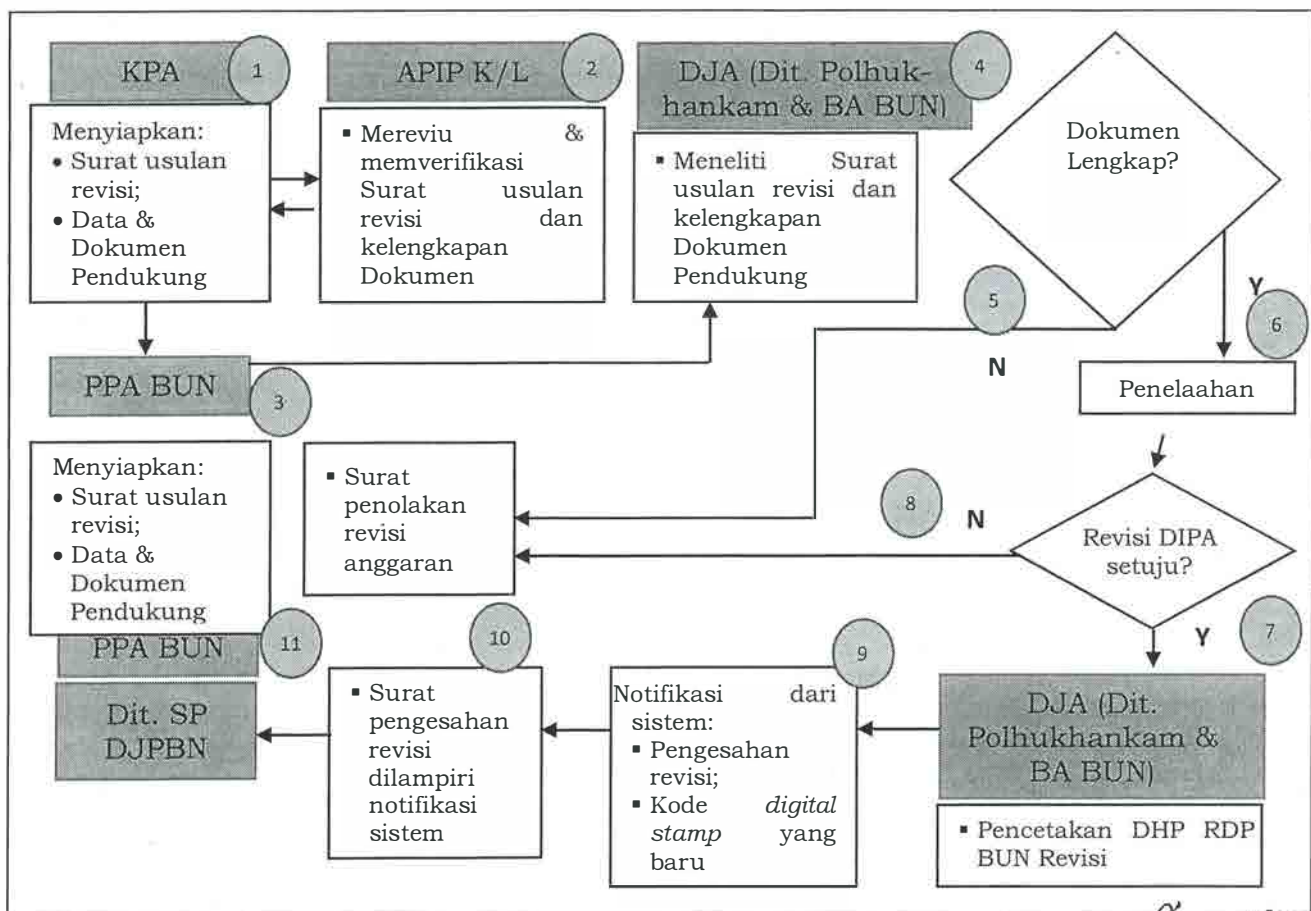 KPA
1
Menyiapkan:
• Surat usulan
revisi;
• Data &
Dokumen
Pendukung
APIP K/L
2
▪ Mereviu &
memverifikasi
Surat usulan
revisi dan
kelengkapan
Dokumen
DJA (Dit. Polhuk-
hankam & BA BUN)
4
▪ Meneliti Surat
usulan revisi dan
kelengkapan
Dokumen
Pendukung
Dokumen
Lengkap?
5
N
Y
6
Penelaahan
PPA BUN
3
Menyiapkan:
• Surat usulan
revisi;
• Data &
Dokumen
Pendukung
▪ Surat
penolakan
revisi
anggaran
8
N
Revisi DIPA
setuju?
Y
7
PPA BUN
11
Dit. SP
DJPBN
10
▪ Surat
pengesahan
revisi
dilampiri
notifikasi
sistem
9
Notifikasi dari
sistem:
▪ Pengesahan
revisi;
▪ Kode digital
stamp yang
baru
DJA (Dit.
Polhukhankam &
BA BUN)
▪ Pencetakan DHP RDP
BUN Revisi